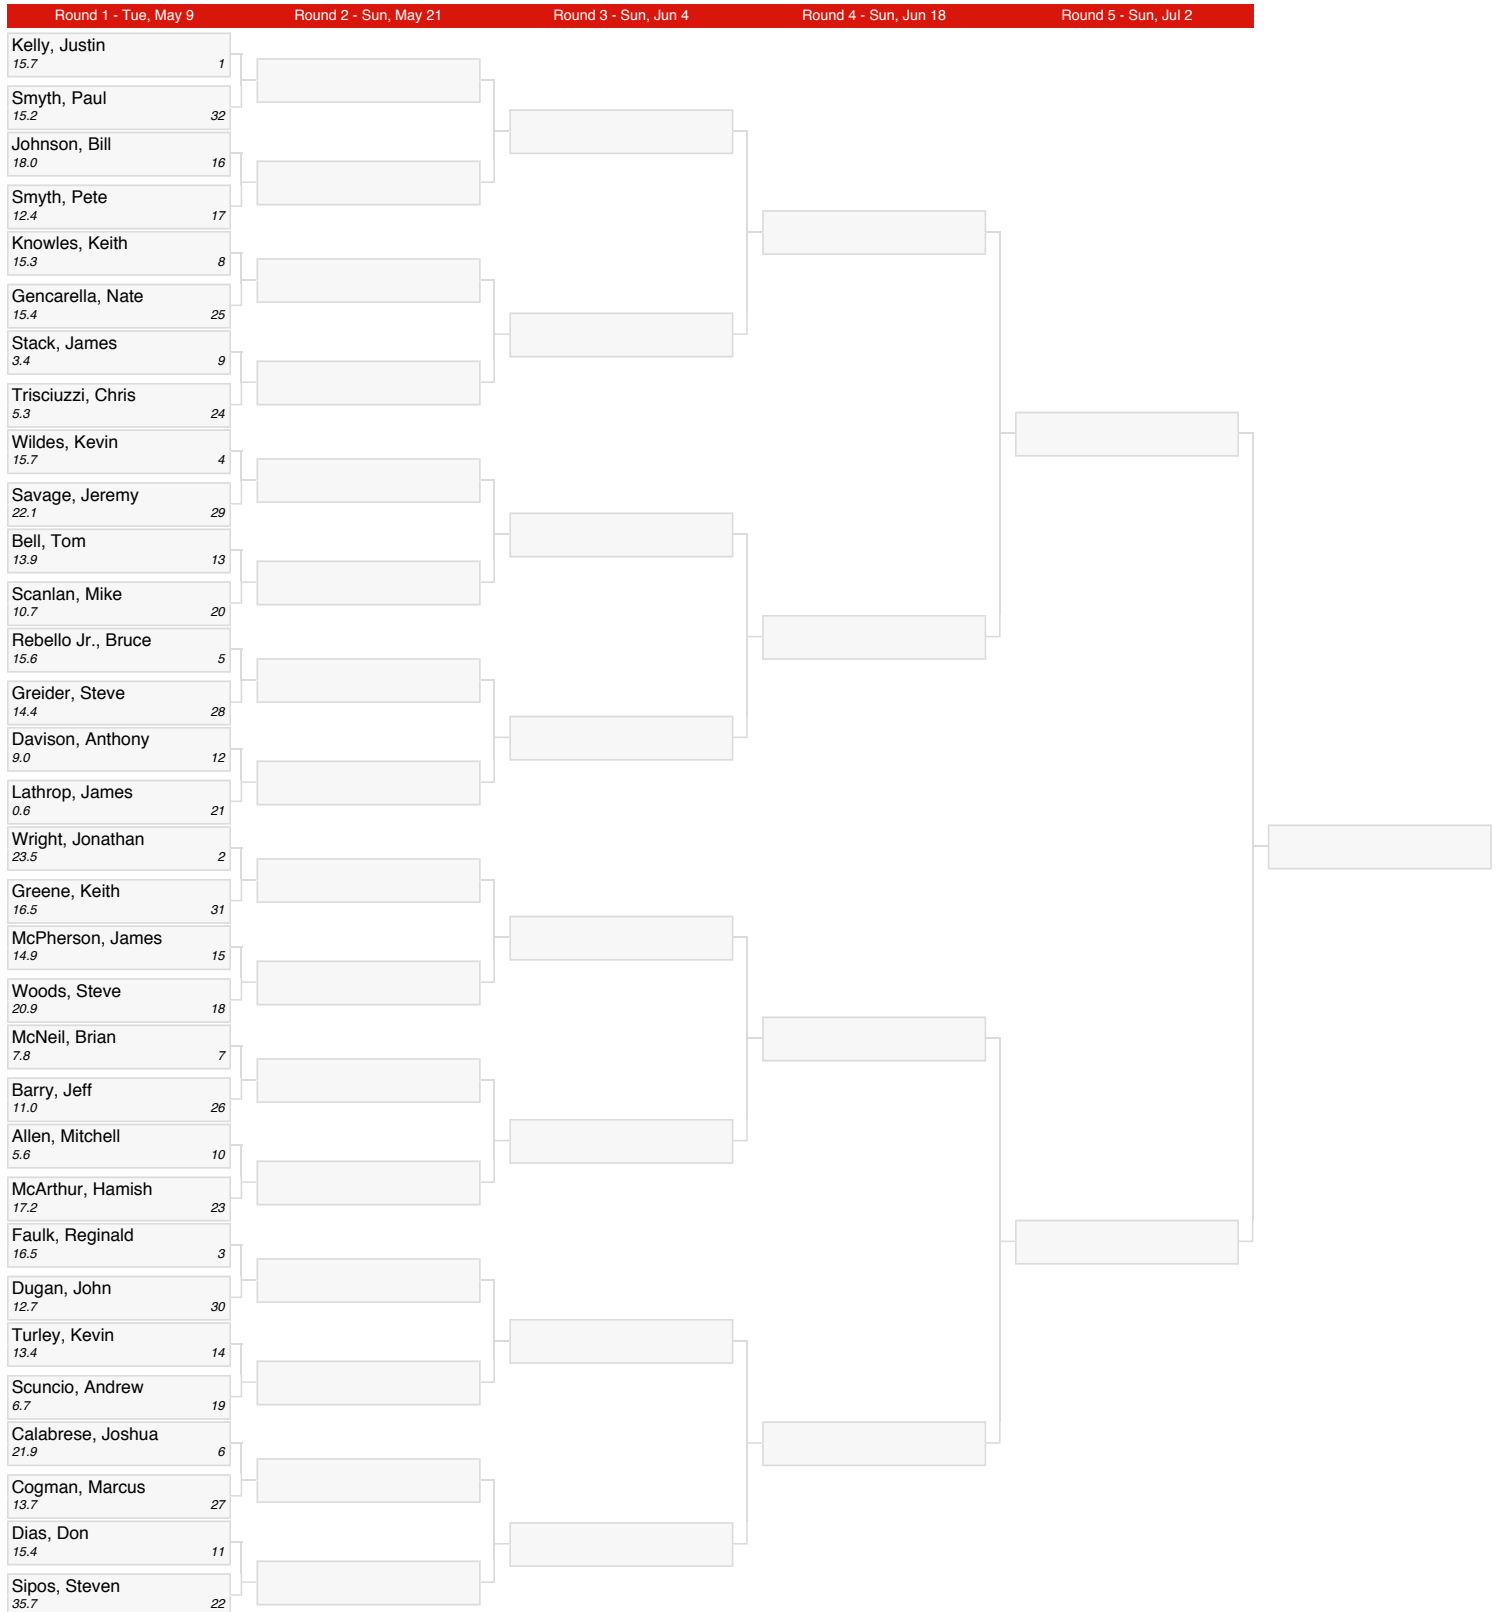 Round 1 - Tue, May 9 Round 2 - Sun, May 21 Round 3 - Sun, Jun 4 Round 4 - Sun, Jun 18 Round 5 - Sun, Jul 2
Kelly, Justin
15.7 1
Smyth, Paul
15.2 32
Johnson, Bill
18.0 16
Smyth, Pete
12.4 17
Knowles, Keith
15.3 8
Gencarella, Nate
15.4 25
Stack, James
3.4 9
Trisciuzzi, Chris
5.3 24
Wildes, Kevin
15.7 4
Savage, Jeremy
22.1 29
Bell, Tom
13.9 13
Scanlan, Mike
10.7 20
Rebello Jr., Bruce
15.6 5
Greider, Steve
14.4 28
Davison, Anthony
9.0 12
Lathrop, James
0.6 21
Wright, Jonathan
23.5 2
Greene, Keith
16.5 31
McPherson, James
14.9 15
Woods, Steve
20.9 18
McNeil, Brian
7.8 7
Barry, Jeff
11.0 26
Allen, Mitchell
5.6 10
McArthur, Hamish
17.2 23
Faulk, Reginald
16.5 3
Dugan, John
12.7 30
Turley, Kevin
13.4 14
Scuncio, Andrew
6.7 19
Calabrese, Joshua
21.9 6
Cogman, Marcus
13.7 27
Dias, Don
15.4 11
Sipos, Steven
35.7 22